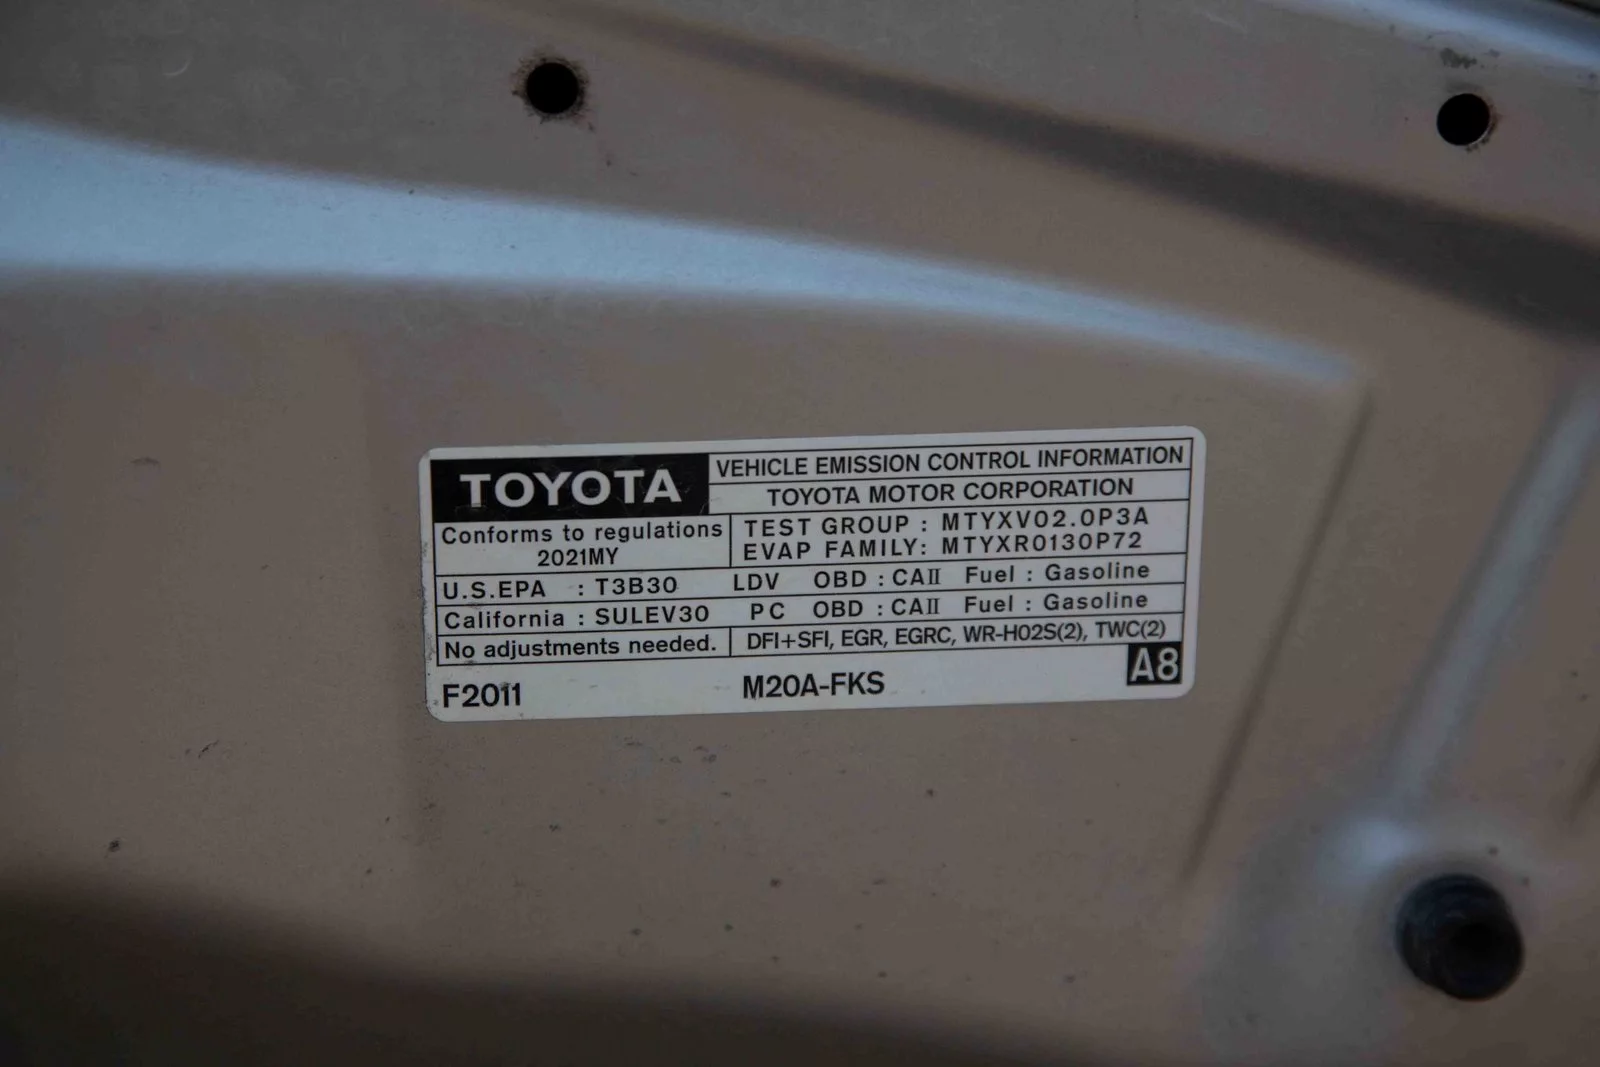 TOYOTA
VEHICLE EMISSION CONTROL INFORMATION
TOYOTA MOTOR CORPORATION
Conforms to regulations
2021MY
TEST GROUP : MTYXV02.0P3A
EVAP FAMILY: MTYXR0130P72
U.S.EPA : T3B30 LDV OBD : CAII Fuel : Gasoline
California : SULEV30 PC OBD : CAII Fuel : Gasoline
No adjustments needed. DFI+SFI, EGR, EGRC, WR-HO2S(2), TWC(2)
F2011 M20A-FKS A8